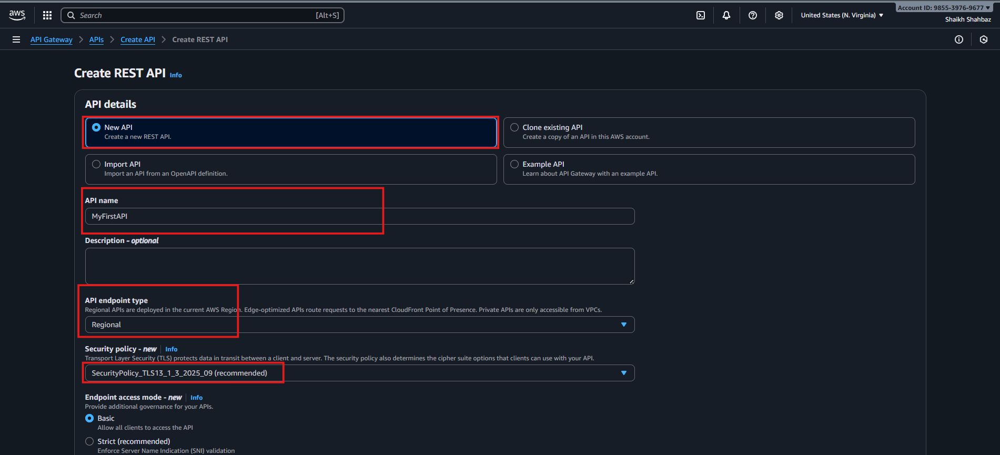 aws
Search [Alt+S]
United States (N. Virginia)
Account ID: 9855-3976-9677
Shaikh Shahbaz
API Gateway
APIs
Create API
Create REST API
Create REST API Info
API details
New API
Create a new REST API.
Clone existing API
Create a copy of an API in this AWS account.
Import API
Import an API from an OpenAPI definition.
Example API
Learn about API Gateway with an example API.
API name
MyFirstAPI
Description - optional
API endpoint type
Regional APIs are deployed in the current AWS Region. Edge-optimized APIs route requests to the nearest CloudFront Point of Presence. Private APIs are only accessible from VPCs.
Regional
Security policy - new Info
Transport Layer Security (TLS) protects data in transit between a client and server. The security policy also determines the cipher suite options that clients can use with your API.
SecurityPolicy_TLS13_1_3_2025_09 (recommended)
Endpoint access mode - new Info
Provide additional governance for your APIs.
Basic
Allow all clients to access the API
Strict (recommended)
Enforce Server Name Indication (SNI) validation